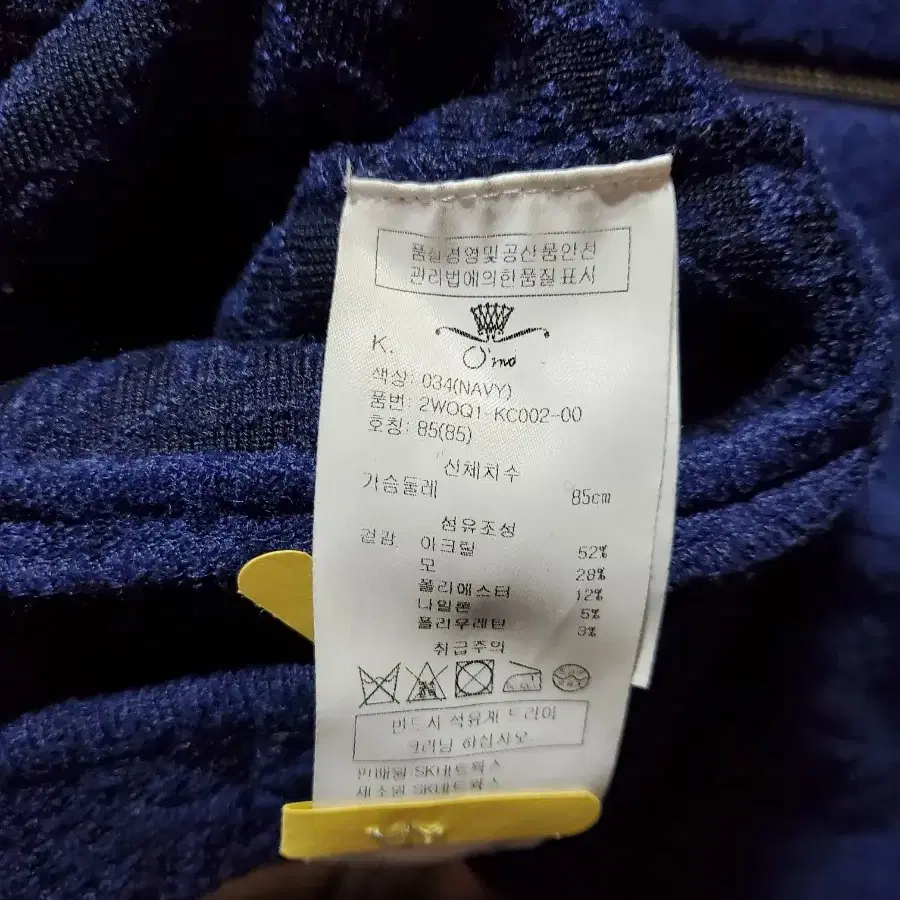 품질경영및공산품안전
관리법에의한품질표시
K.
O'2nd
색상: 034(NAVY)
품번: 2WOQ1-KC002-00
호칭: 85(85)
신체치수
가슴둘레 85cm
섬유조성
겉감 아크릴 52%
모 28%
폴리에스터 12%
나일론 5%
폴리우레탄 3%
취급주의
반드시 석유계 드라이
크리닝 하십시오
판매원 SK네트웍스
제조원 SK네트웍스